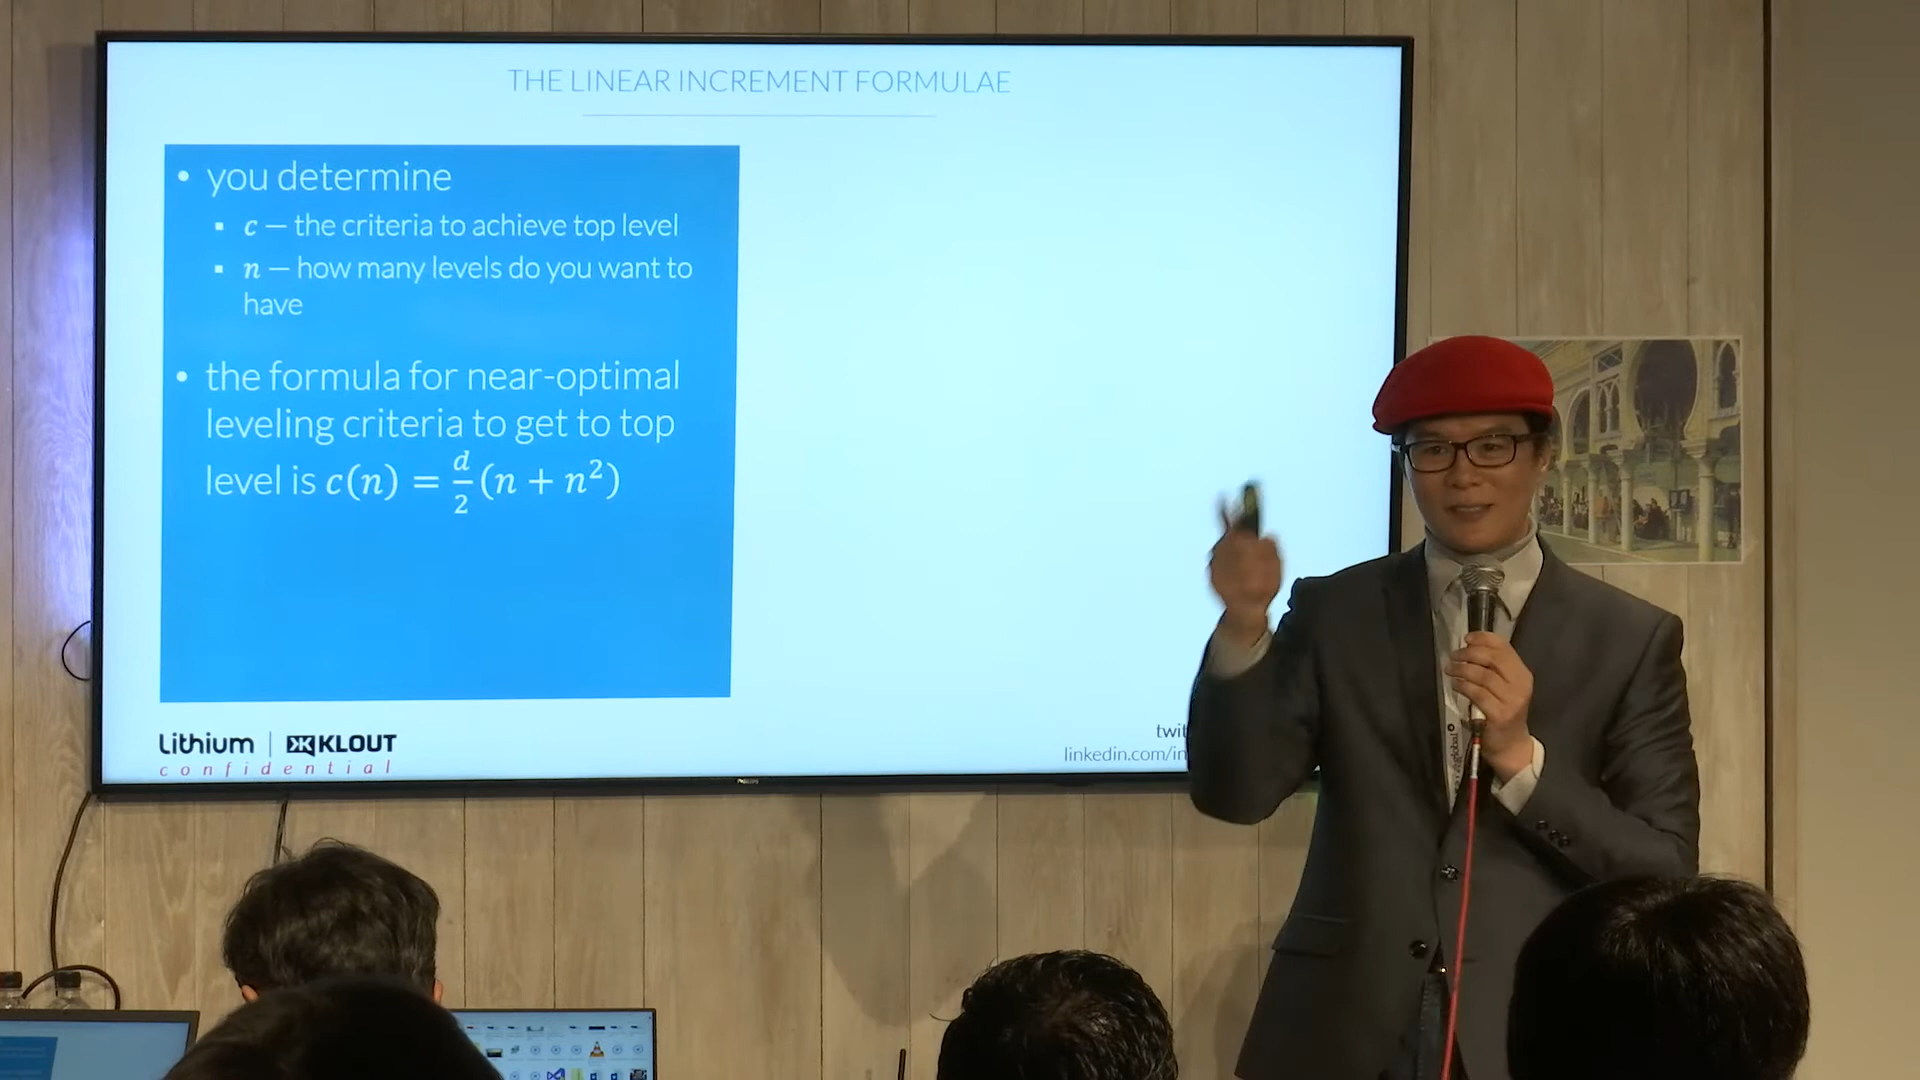 THE LINEAR INCREMENT FORMULAE
• you determine
▪ c — the criteria to achieve top level
▪ n — how many levels do you want to
have
• the formula for near-optimal
leveling criteria to get to top
level is c(n) = d/2 (n + n²)
Lithium | KLOUT
confidential
twit
linkedin.com/in
PHILIPS
global